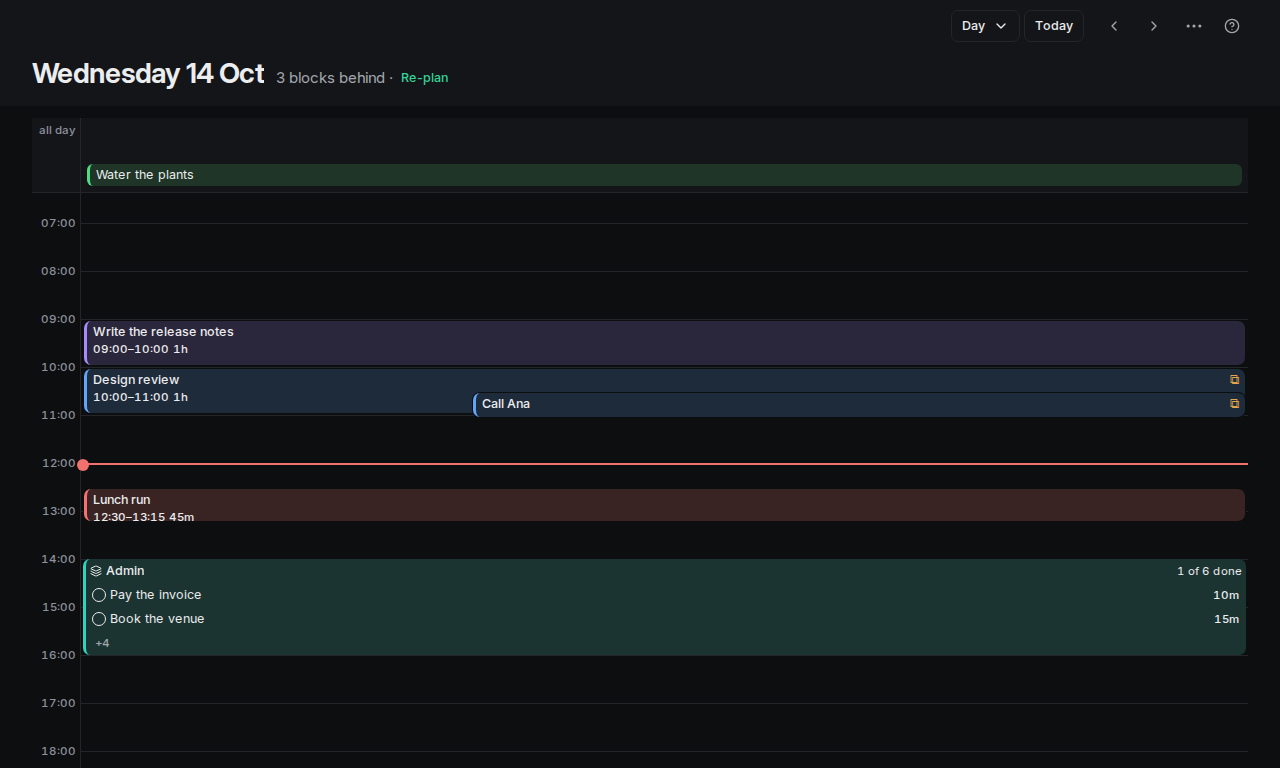 Day
Today
Wednesday 14 Oct
3 blocks behind · Re-plan
all day
Water the plants
07:00
08:00
09:00
Write the release notes
09:00–10:00 1h
10:00
Design review
10:00–11:00 1h
Call Ana
11:00
12:00
Lunch run
12:30–13:15 45m
13:00
14:00
Admin
1 of 6 done
Pay the invoice
10m
15:00
Book the venue
15m
+4
16:00
17:00
18:00